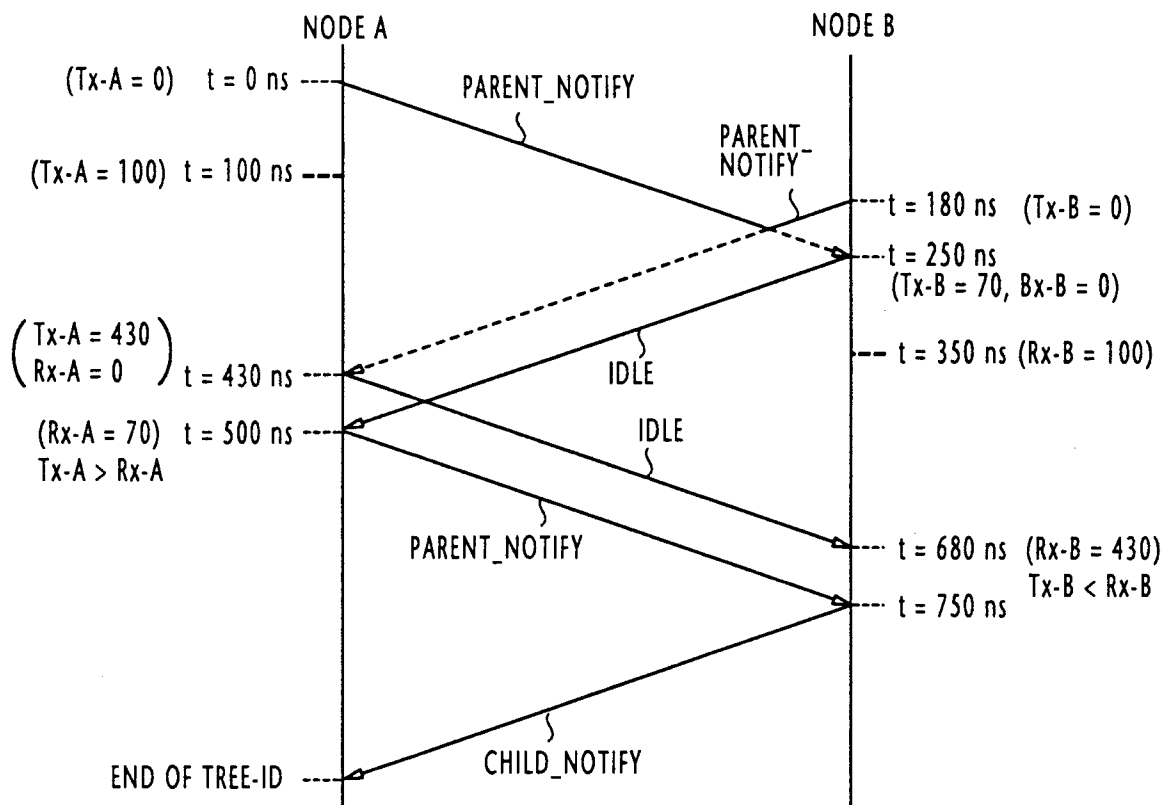 NODE A
NODE B
(Tx-A = 0) t = 0 ns
PARENT_NOTIFY
PARENT_
NOTIFY
(Tx-A = 100) t = 100 ns
t = 180 ns (Tx-B = 0)
t = 250 ns
(Tx-B = 70, Bx-B = 0)
Tx-A = 430
Rx-A = 0
t = 430 ns
IDLE
t = 350 ns (Rx-B = 100)
(Rx-A = 70) t = 500 ns
Tx-A > Rx-A
IDLE
PARENT_NOTIFY
t = 680 ns (Rx-B = 430)
Tx-B < Rx-B
t = 750 ns
CHILD_NOTIFY
END OF TREE-ID